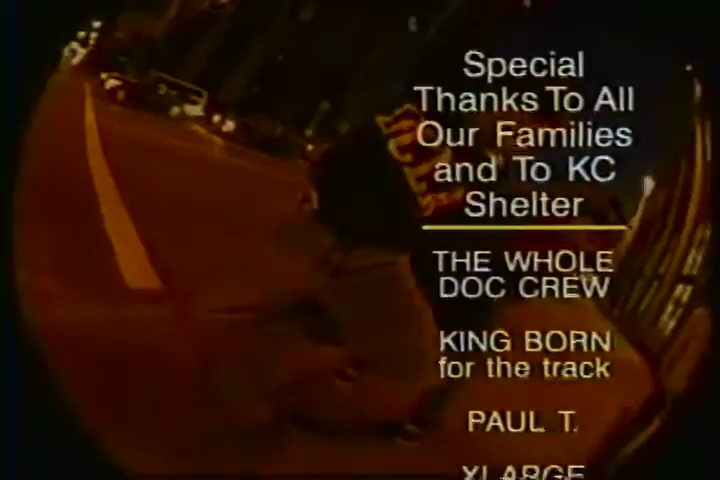 Special
Thanks To All
Our Families
and To KC
Shelter
THE WHOLE
DOC CREW
KING BORN
for the track
PAUL T.
XLARGE